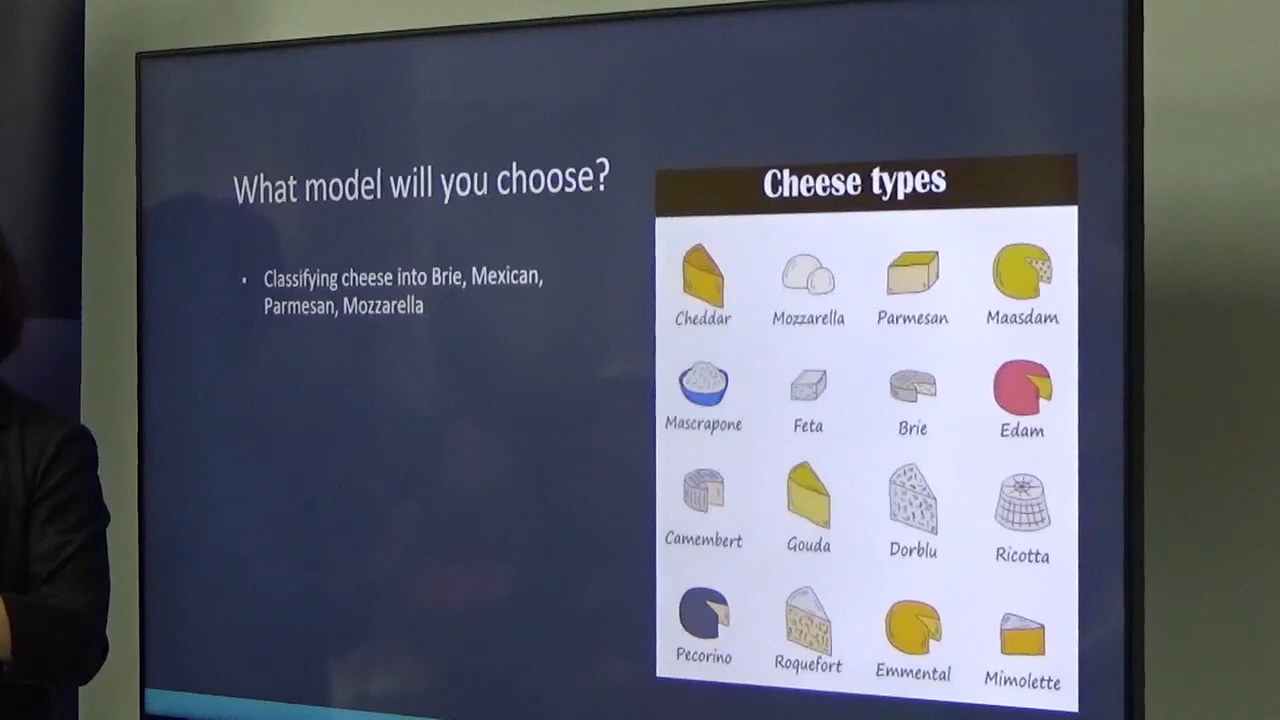 What model will you choose?
• Classifying cheese into Brie, Mexican,
Parmesan, Mozzarella
Cheese types
Cheddar Mozzarella Parmesan Maasdam
Mascrapone Feta Brie Edam
Camembert Gouda Dorblu Ricotta
Pecorino Roquefort Emmental Mimolette